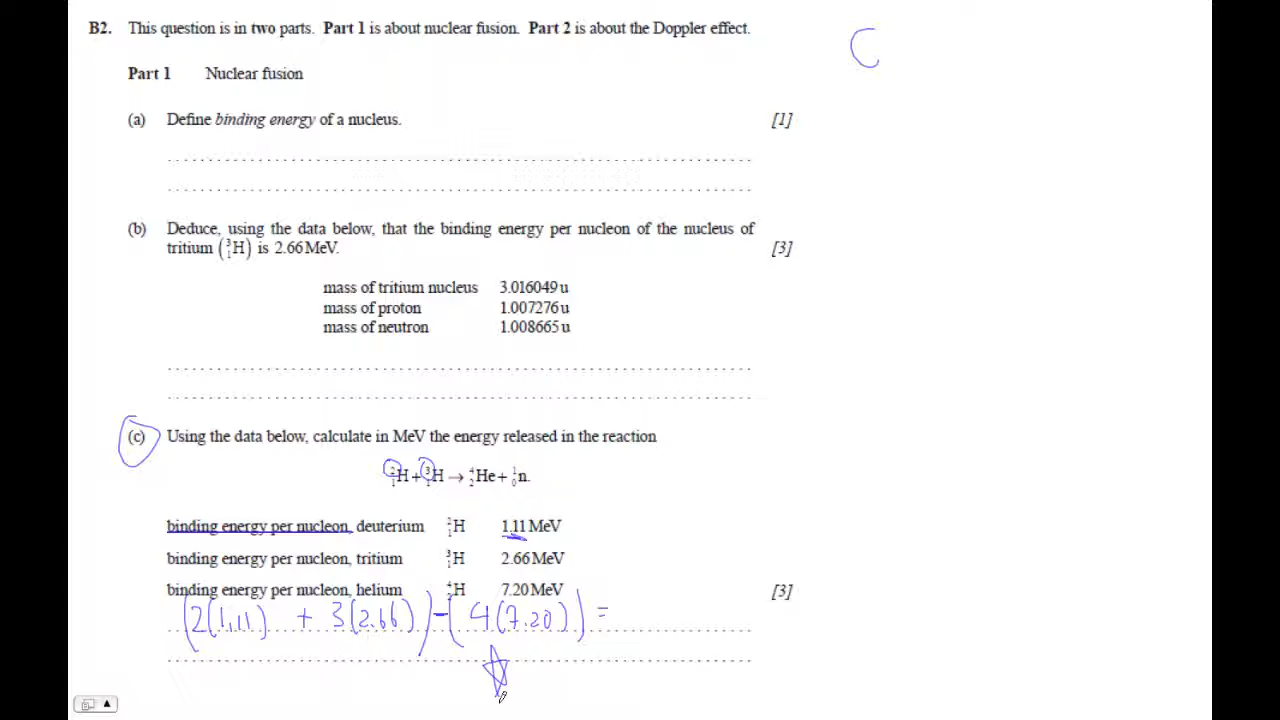 C
B2. This question is in two parts. Part 1 is about nuclear fusion. Part 2 is about the Doppler effect.
Part 1 Nuclear fusion
(a) Define binding energy of a nucleus. [1]
(b) Deduce, using the data below, that the binding energy per nucleon of the nucleus of
tritium (³₁H) is 2.66 MeV. [3]
mass of tritium nucleus 3.016049 u
mass of proton 1.007276 u
mass of neutron 1.008665 u
(c) Using the data below, calculate in MeV the energy released in the reaction
²₁H + ³₁H → ⁴₂He + ¹₀n.
binding energy per nucleon, deuterium ²₁H 1.11 MeV
binding energy per nucleon, tritium ³₁H 2.66 MeV
binding energy per nucleon, helium ⁴₂H 7.20 MeV [3]
(2(1.11) + 3(2.66)) - (4(7.20)) =